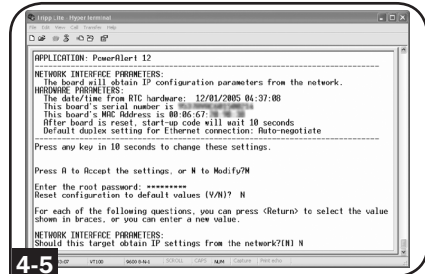 Tripp Lite - HyperTerminal
File Edit View Call Transfer Help
APPLICATION: PowerAlert 12
NETWORK INTERFACE PARAMETERS:
The board will obtain IP configuration parameters from the network.
HARDWARE PARAMETERS:
The date/time from RTC hardware: 12/01/2005 04:37:08
This board's serial number is
This board's MAC Address is 00:06:67:
After board is reset, start-up code will wait 10 seconds
Default duplex setting for Ethernet connection: Auto-negotiate
Press any key in 10 seconds to change these settings.
Press A to Accept the settings, or N to Modify?N
Enter the root password: *********
Reset configuration to default values (Y/N)? N
For each of the following questions, you can press <Return> to select the value
shown in braces, or you can enter a new value.
NETWORK INTERFACE PARAMETERS:
Should this target obtain IP settings from the network?[N] N
VT100 9600 8-N-1 SCROLL CAPS NUM Capture Print echo
4-5